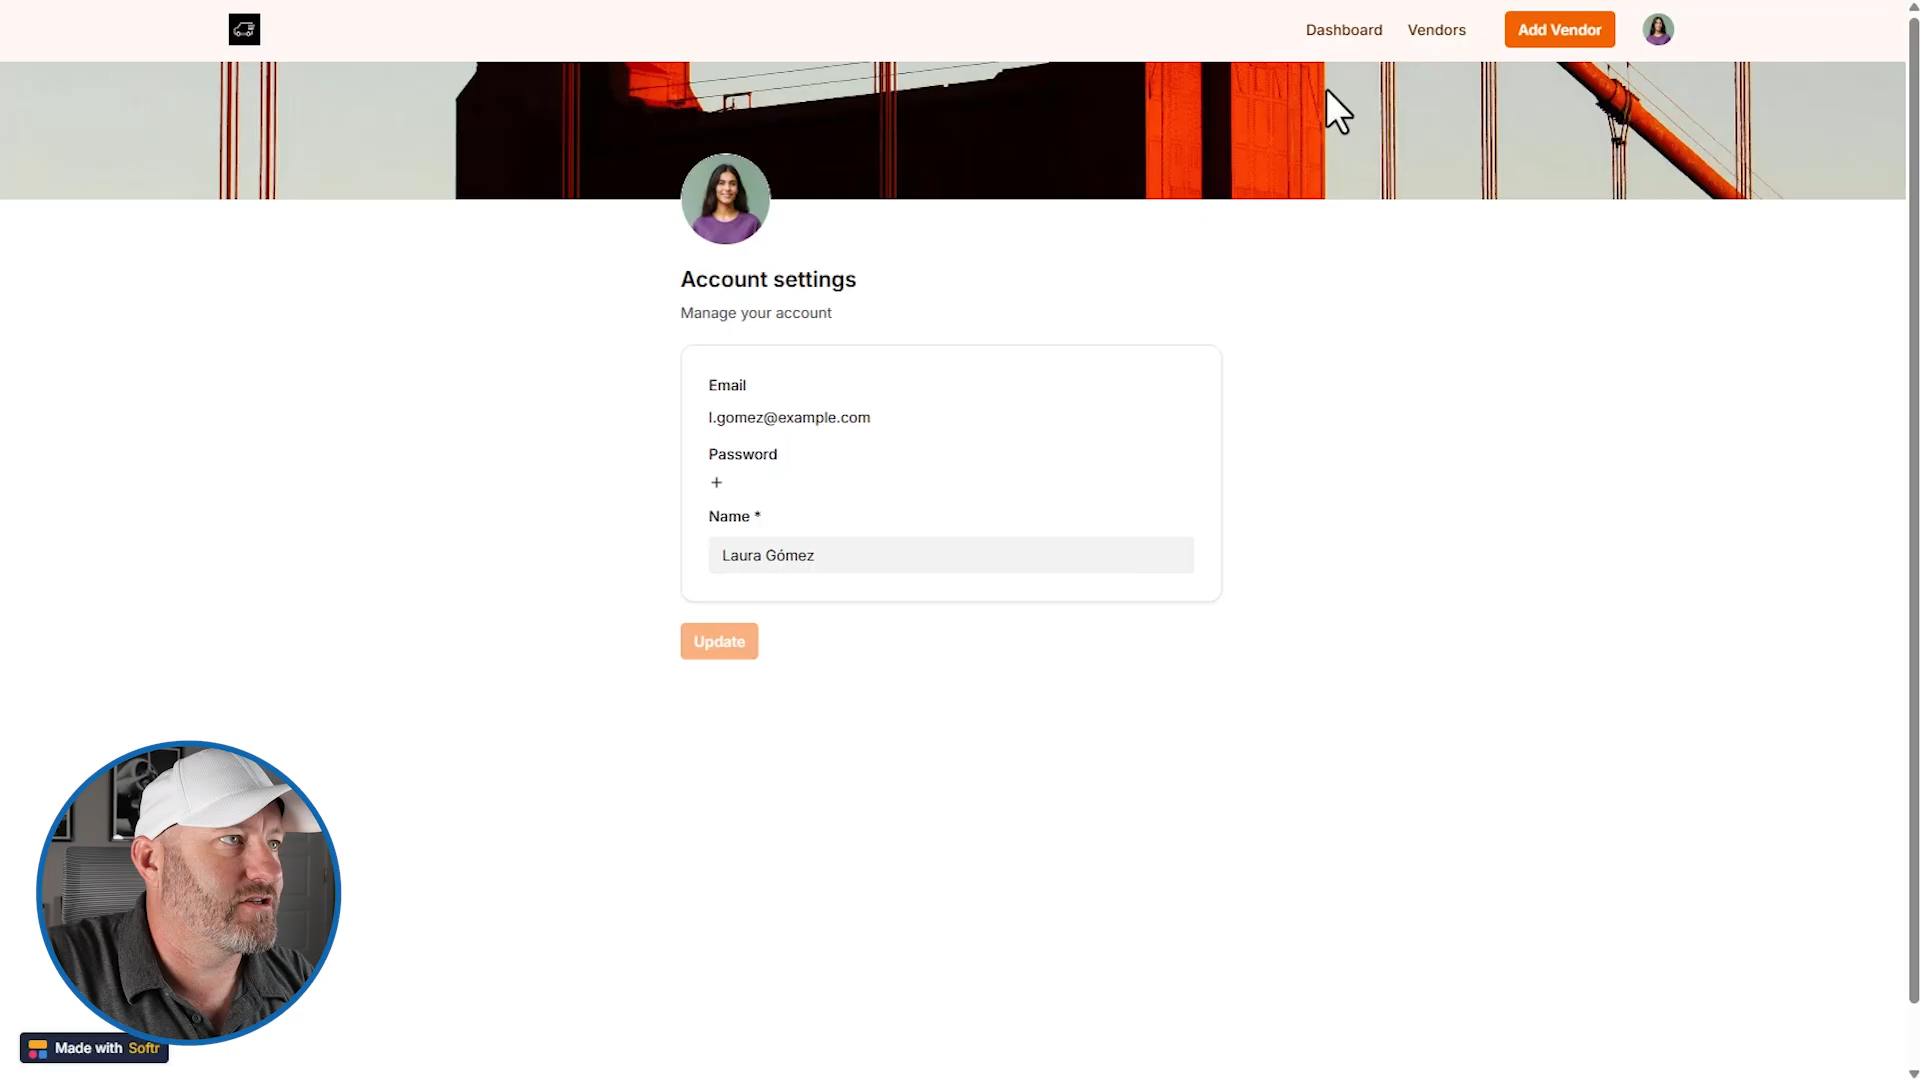 Dashboard
Vendors
Add Vendor
Account settings
Manage your account
Email
l.gomez@example.com
Password
+
Name *
Laura Gómez
Update
Made with Softr